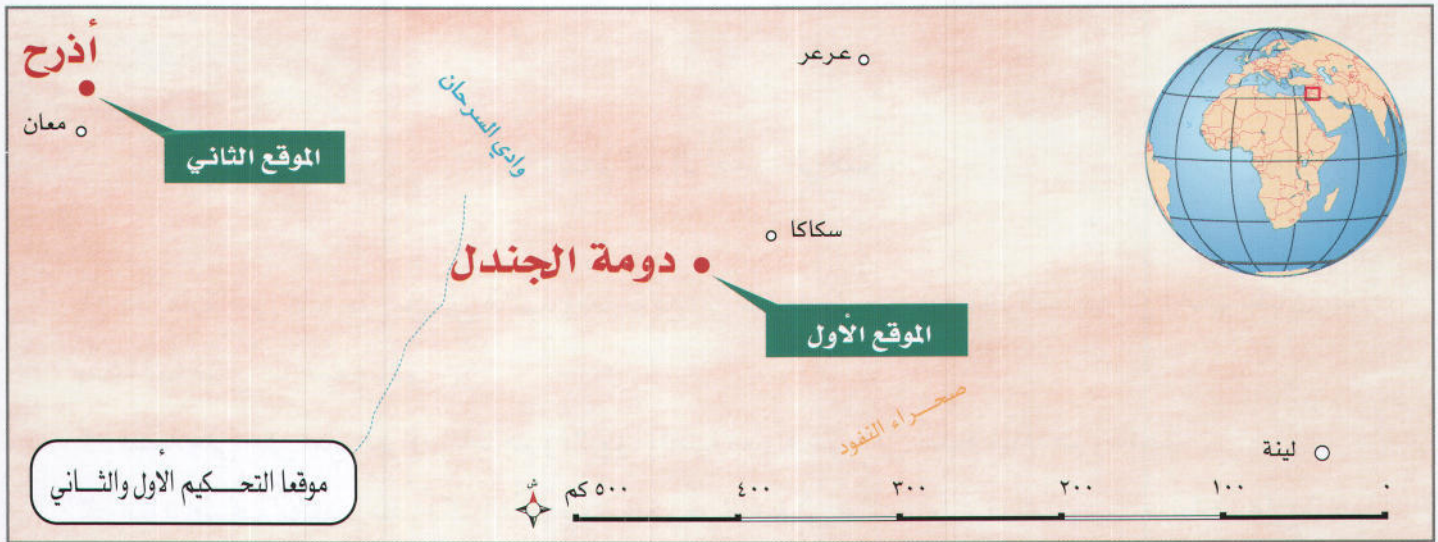 أذرح
عرعر
وادي السرحان
معان
الموقع الثاني
سكاكا
دومة الجندل
الموقع الأول
صحراء النفود
لينة
موقعا التحكيم الأول والثاني
ش
٥٠٠ كم ٤٠٠ ٣٠٠ ٢٠٠ ١٠٠ ٠